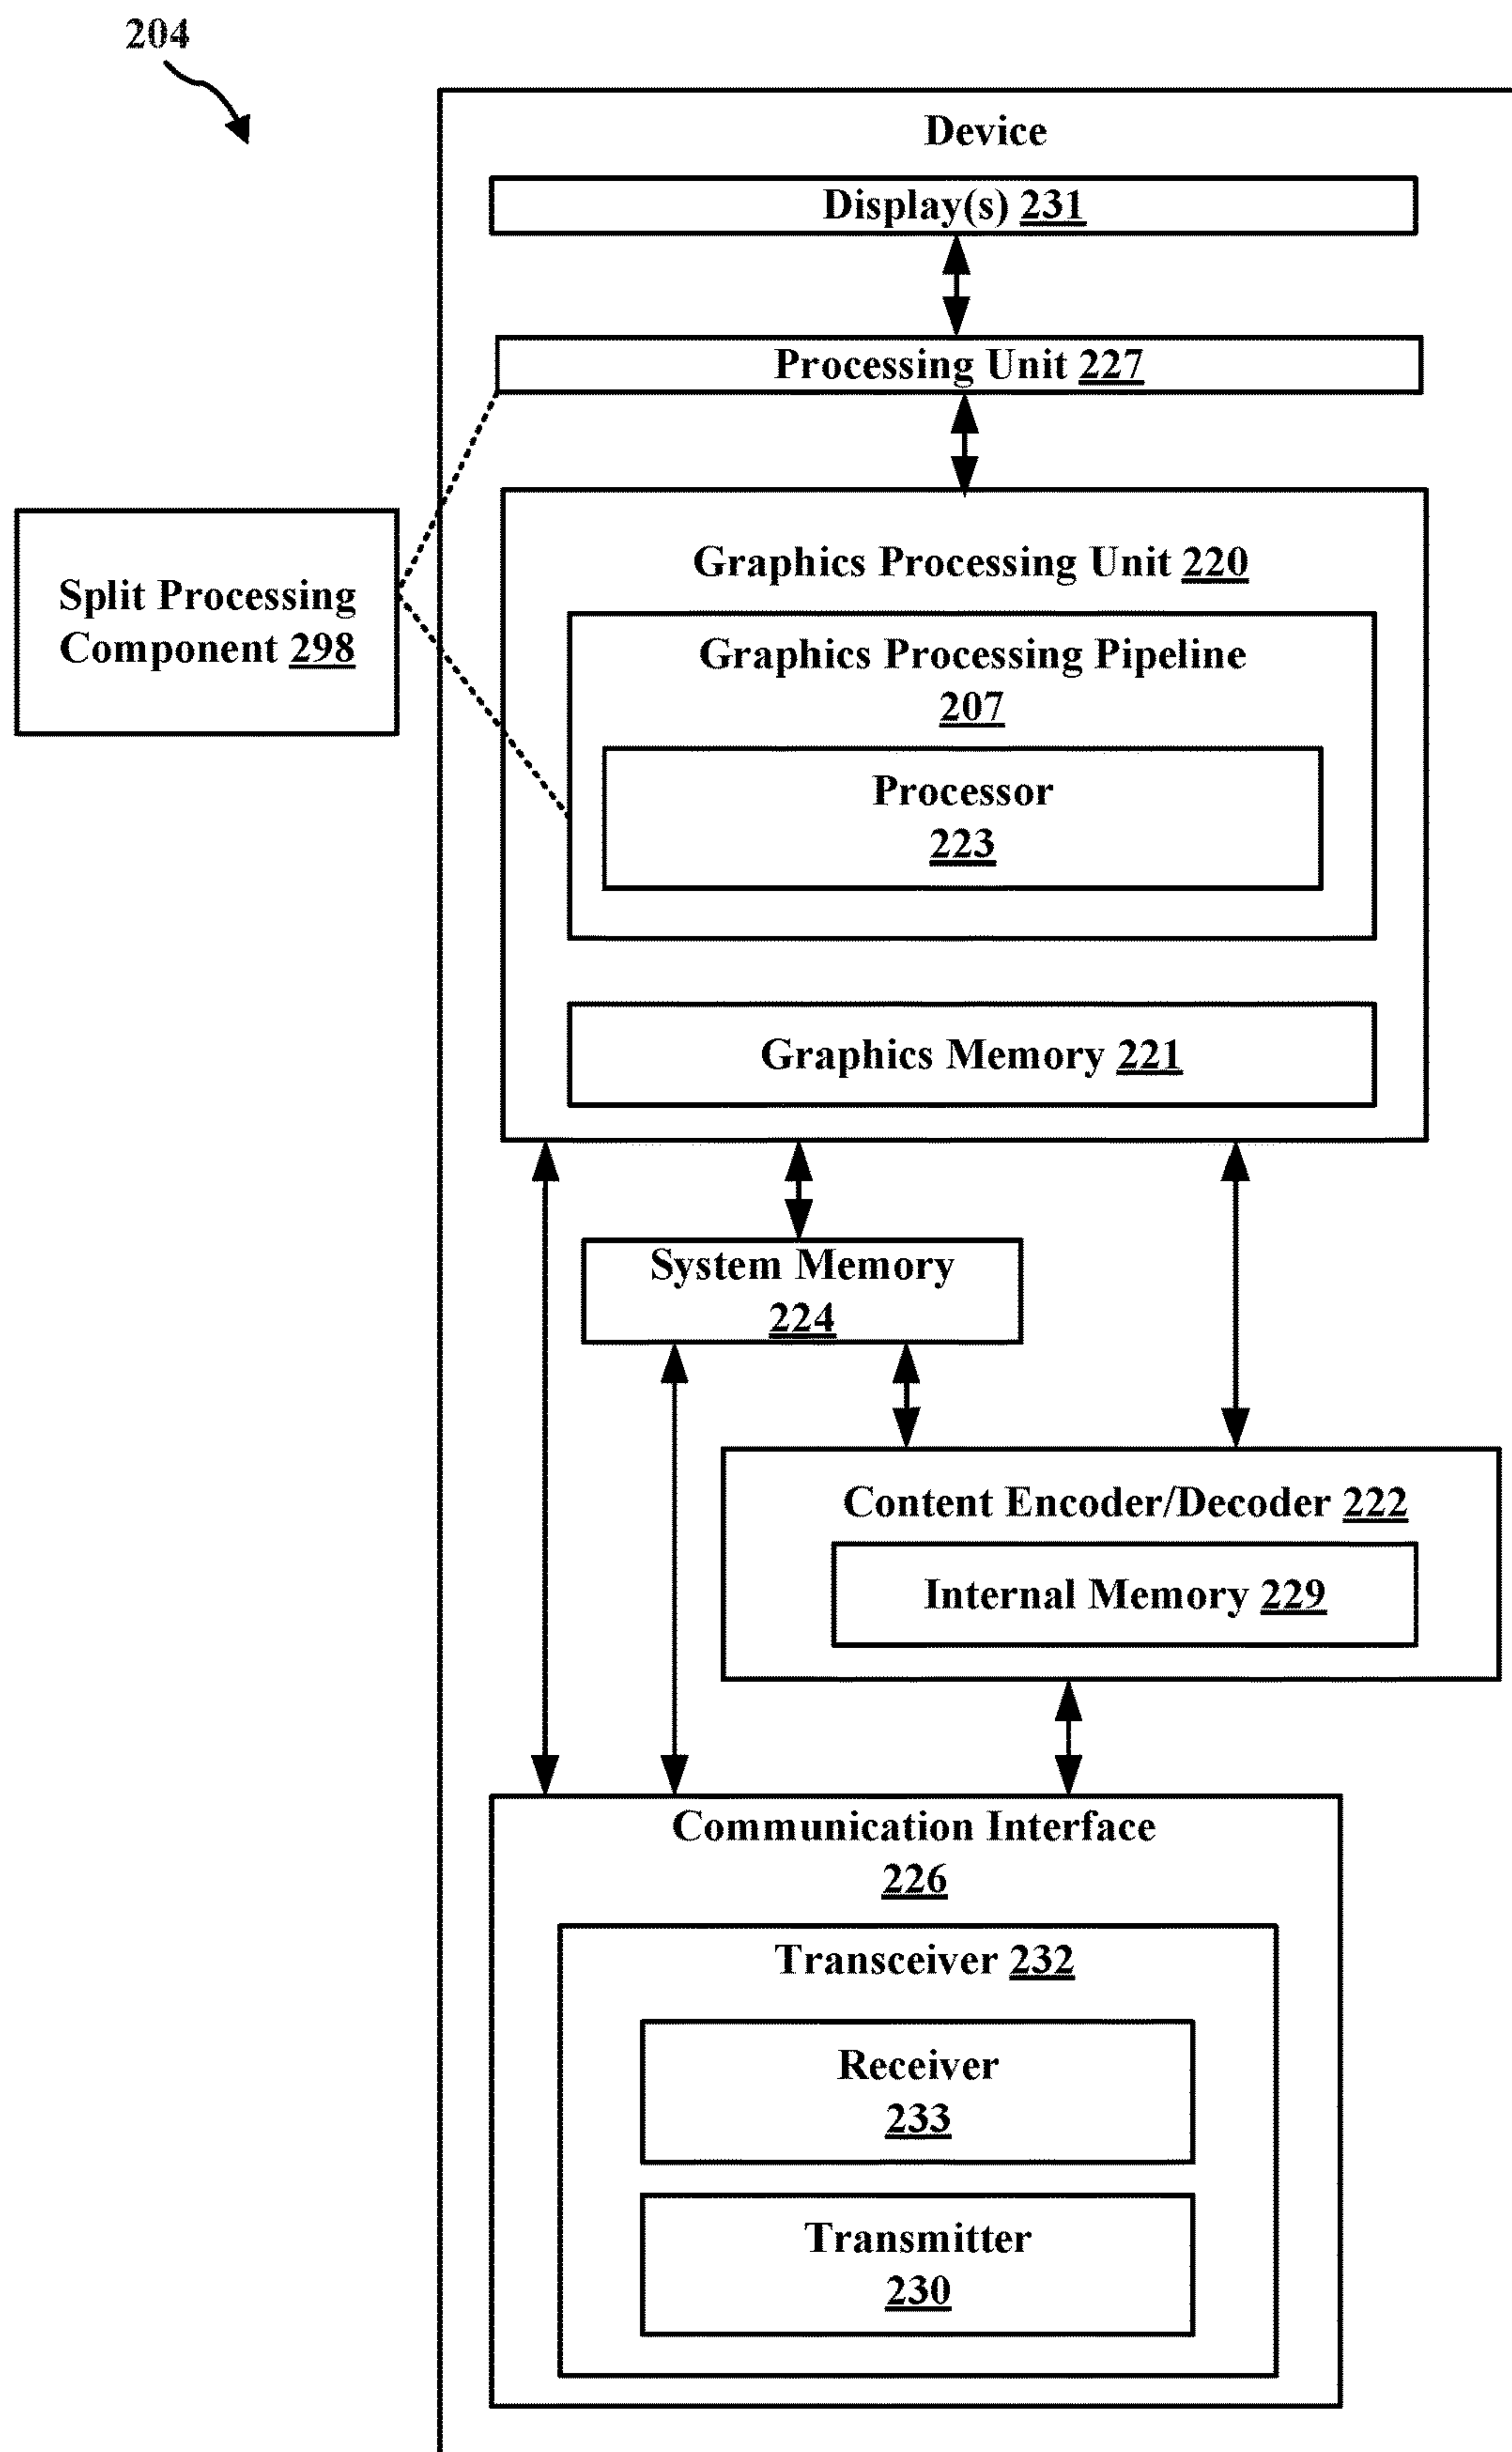 204
Device
Display(s) 231
Processing Unit 227
Split Processing
Component 298
Graphics Processing Unit 220
Graphics Processing Pipeline
207
Processor
223
Graphics Memory 221
System Memory
224
Content Encoder/Decoder 222
Internal Memory 229
Communication Interface
226
Transceiver 232
Receiver
233
Transmitter
230